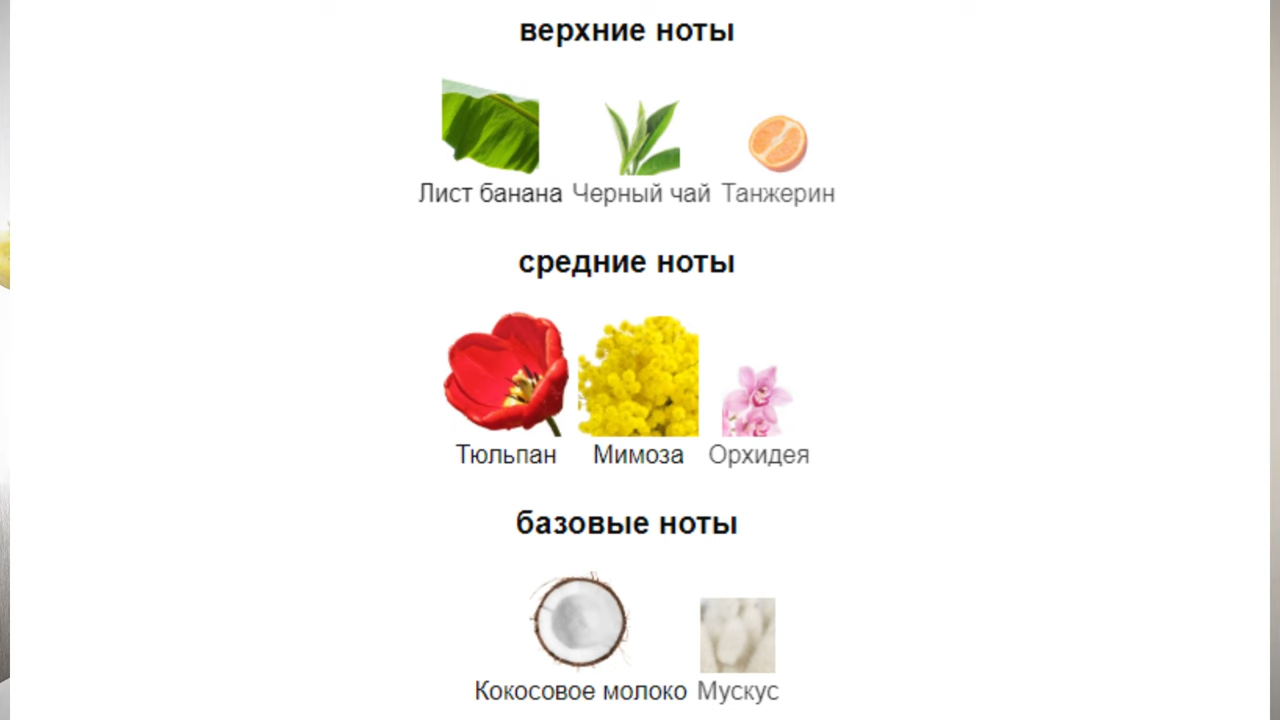 верхние ноты
Лист банана Черный чай Танжерин
средние ноты
Тюльпан Мимоза Орхидея
базовые ноты
Кокосовое молоко Мускус